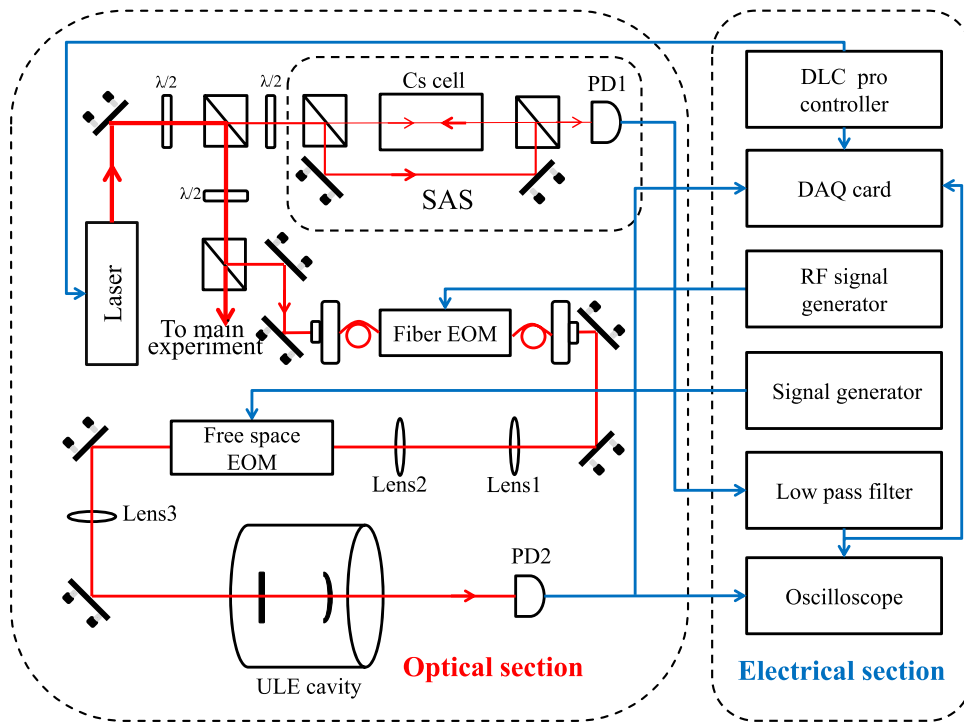 λ/2
λ/2
Cs cell
PD1
DLC pro
controller
λ/2
SAS
DAQ card
Laser
RF signal
generator
To main
experiment
Fiber EOM
Signal generator
Free space
EOM
Lens2
Lens1
Low pass filter
Lens3
PD2
Oscilloscope
ULE cavity
Optical section
Electrical section